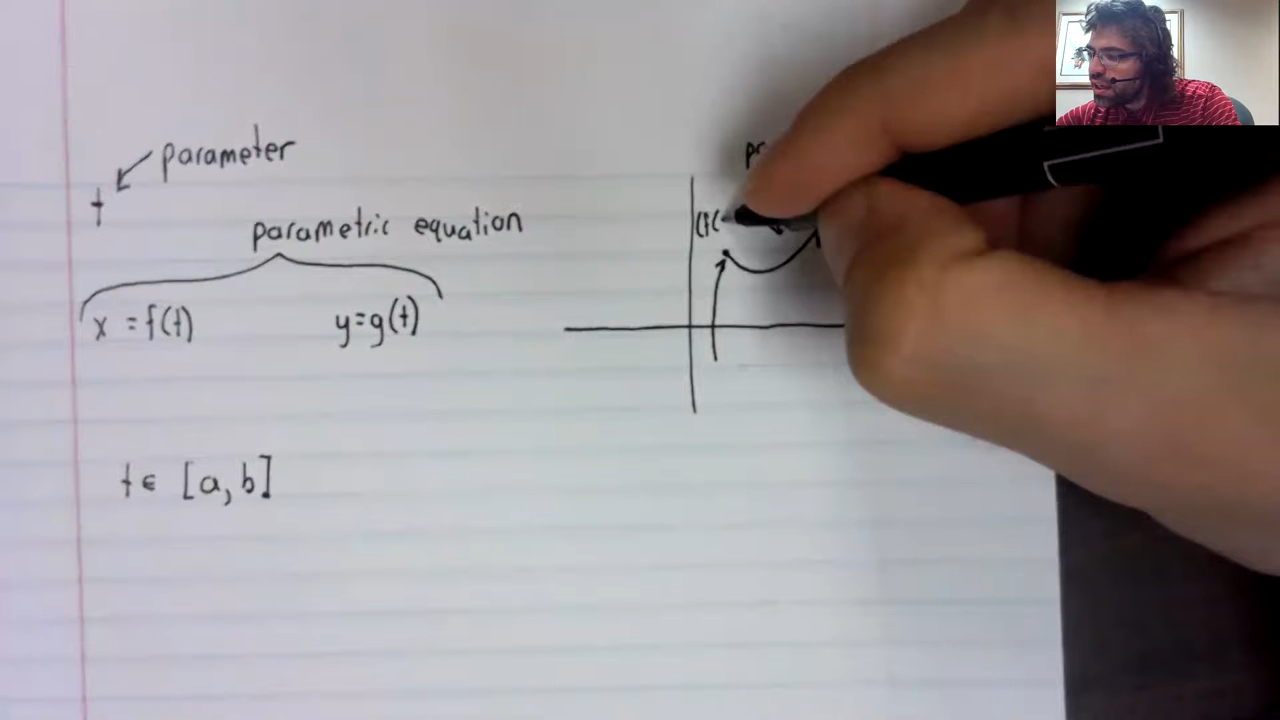 parameter
t
parametric equation
x = f(t) y=g(t)
t ∈ [a, b]